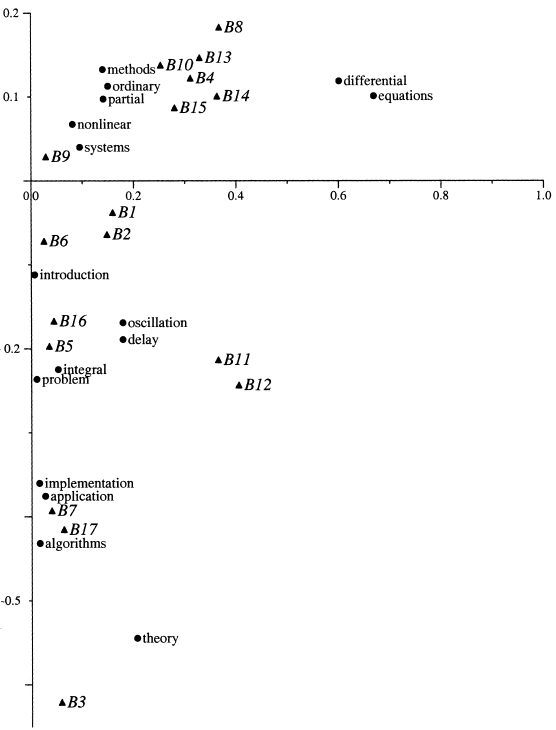 0.2
B8
B13
methods
B10
B4
differential
ordinary
B14
equations
partial
B15
0.1
nonlinear
systems
B9
0.0 0.2 0.4 0.6 0.8 1.0
B1
B2
B6
introduction
B16
oscillation
delay
0.2
B5
B11
integral
problem
B12
implementation
application
B7
B17
algorithms
-0.5
theory
B3